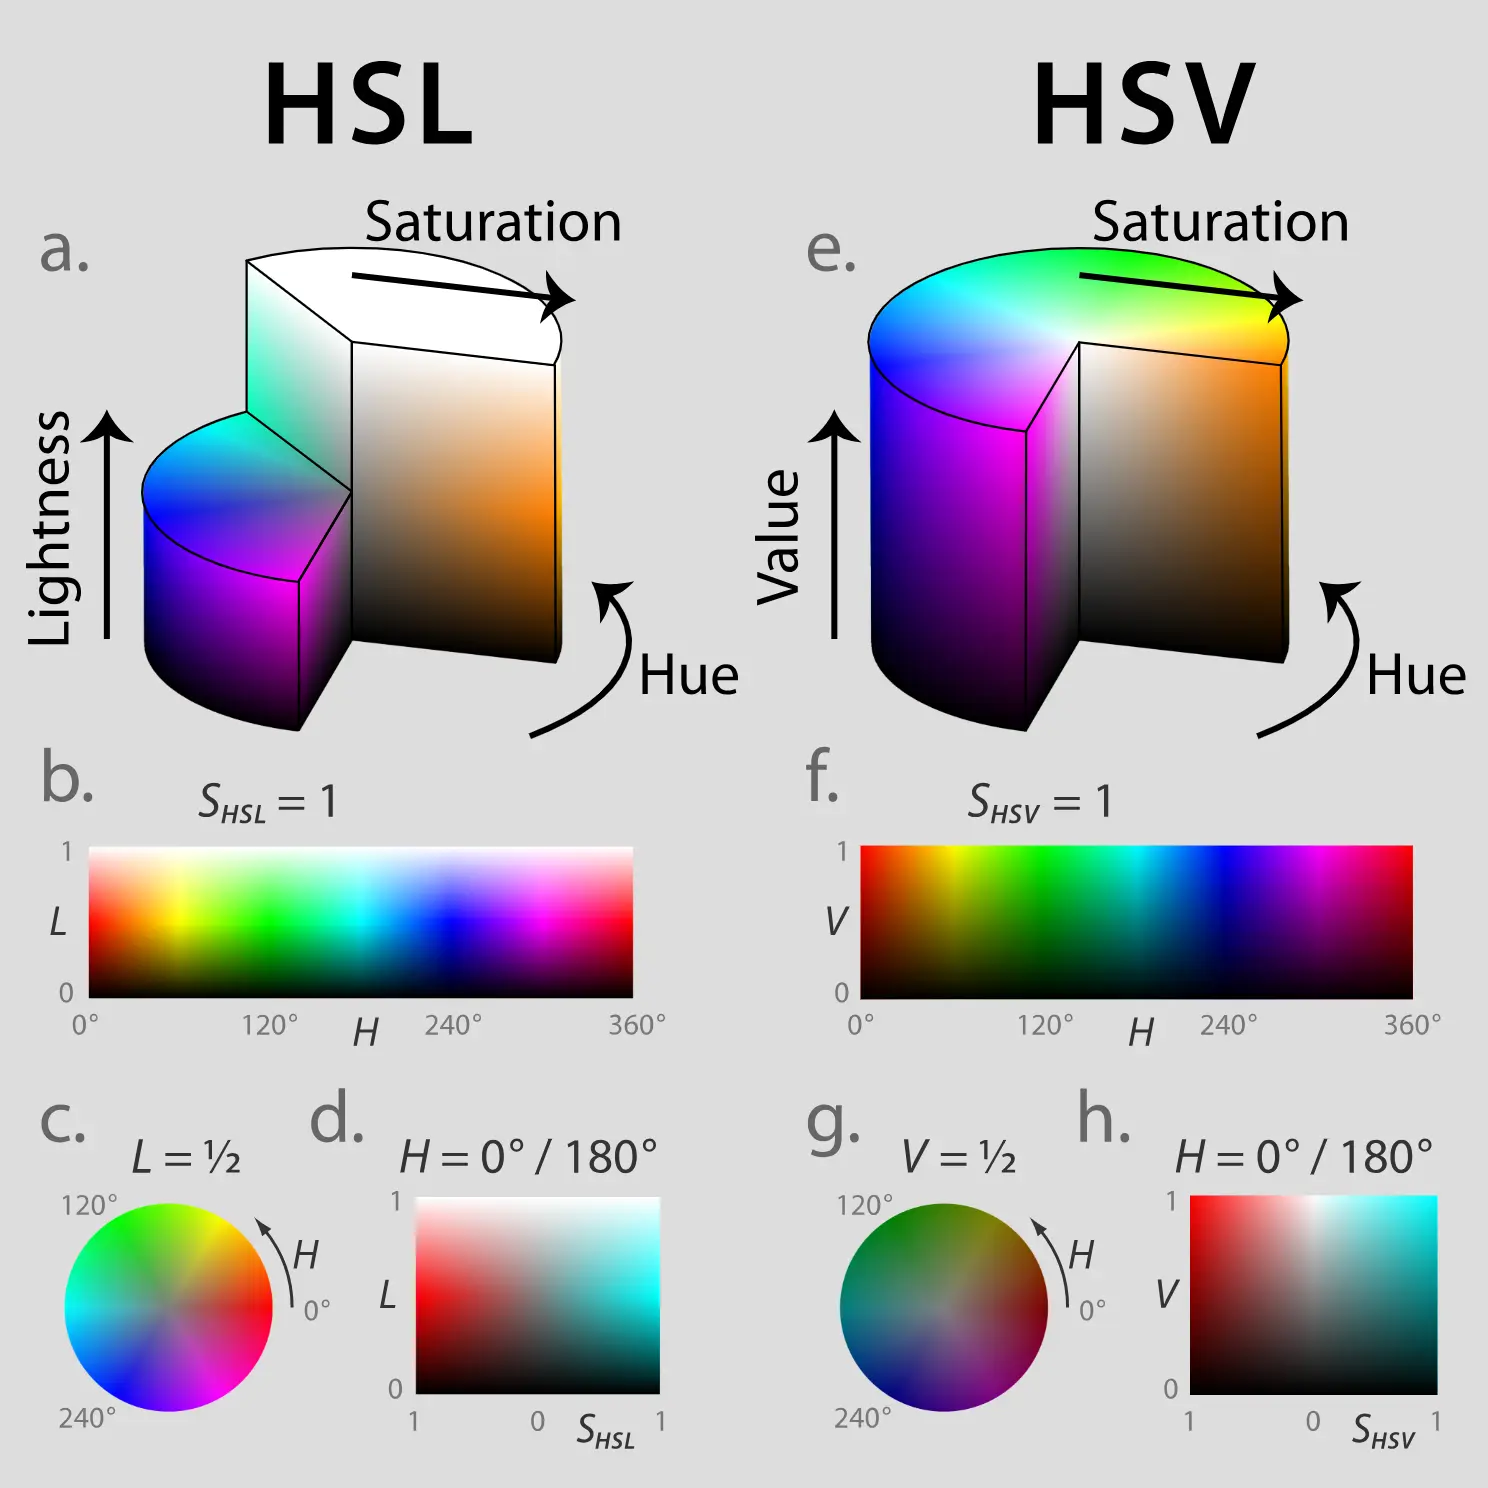 HSL
HSV
a.
Saturation
Lightness
Hue
e.
Saturation
Value
Hue
b.
S_HSL = 1
1
L
0
0° 120° H 240° 360°
f.
S_HSV = 1
1
V
0
0° 120° H 240° 360°
c.
L = ½
120°
H
0°
240°
d.
H = 0° / 180°
1
L
0
1 0 S_HSL 1
g.
V = ½
120°
H
0°
240°
h.
H = 0° / 180°
1
V
0
1 0 S_HSV 1